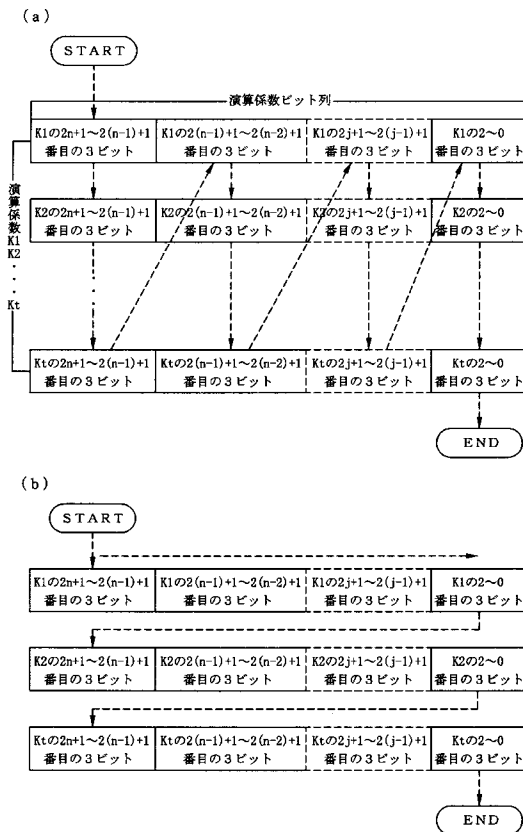 (a)
START
演算係数ビット列
K1の2n+1～2(n-1)+1
番目の3ビット
K1の2(n-1)+1～2(n-2)+1
番目の3ビット
K1の2j+1～2(j-1)+1
番目の3ビット
K1の2～0
番目の3ビット
演算係数
K1
K2
・
・
・
・
Kt
K2の2n+1～2(n-1)+1
番目の3ビット
K2の2(n-1)+1～2(n-2)+1
番目の3ビット
K2の2j+1～2(j-1)+1
番目の3ビット
K2の2～0
番目の3ビット
Ktの2n+1～2(n-1)+1
番目の3ビット
Ktの2(n-1)+1～2(n-2)+1
番目の3ビット
Ktの2j+1～2(j-1)+1
番目の3ビット
Ktの2～0
番目の3ビット
END
(b)
START
K1の2n+1～2(n-1)+1
番目の3ビット
K1の2(n-1)+1～2(n-2)+1
番目の3ビット
K1の2j+1～2(j-1)+1
番目の3ビット
K1の2～0
番目の3ビット
K2の2n+1～2(n-1)+1
番目の3ビット
K2の2(n-1)+1～2(n-2)+1
番目の3ビット
K2の2j+1～2(j-1)+1
番目の3ビット
K2の2～0
番目の3ビット
Ktの2n+1～2(n-1)+1
番目の3ビット
Ktの2(n-1)+1～2(n-2)+1
番目の3ビット
Ktの2j+1～2(j-1)+1
番目の3ビット
Ktの2～0
番目の3ビット
END